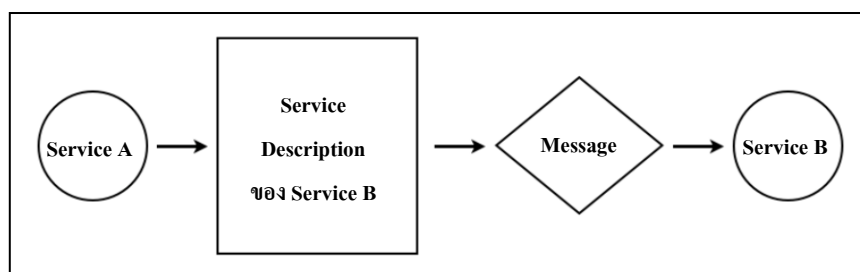 Service A
Service
Description
ของ Service B
Message
Service B